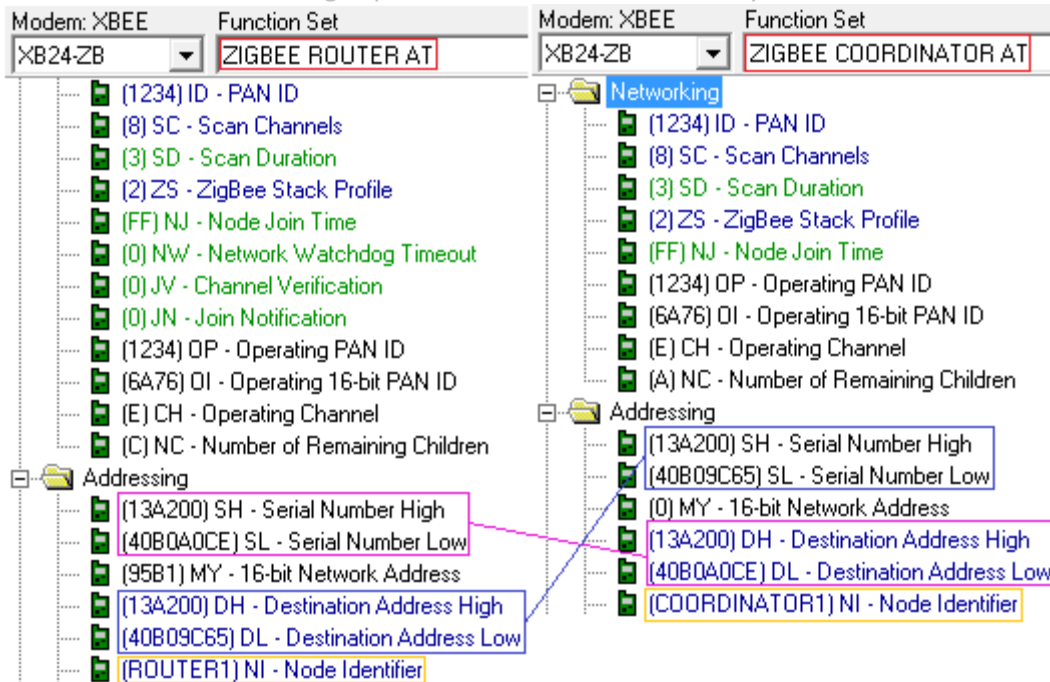 Modem: XBEE Function Set
XB24-ZB ZIGBEE ROUTER AT
(1234) ID - PAN ID
(8) SC - Scan Channels
(3) SD - Scan Duration
(2) ZS - ZigBee Stack Profile
(FF) NJ - Node Join Time
(0) NW - Network Watchdog Timeout
(0) JV - Channel Verification
(0) JN - Join Notification
(1234) OP - Operating PAN ID
(6A76) OI - Operating 16-bit PAN ID
(E) CH - Operating Channel
(C) NC - Number of Remaining Children
Addressing
(13A200) SH - Serial Number High
(40B0A0CE) SL - Serial Number Low
(95B1) MY - 16-bit Network Address
(13A200) DH - Destination Address High
(40B09C65) DL - Destination Address Low
(ROUTER1) NI - Node Identifier
Modem: XBEE Function Set
XB24-ZB ZIGBEE COORDINATOR AT
Networking
(1234) ID - PAN ID
(8) SC - Scan Channels
(3) SD - Scan Duration
(2) ZS - ZigBee Stack Profile
(FF) NJ - Node Join Time
(1234) OP - Operating PAN ID
(6A76) OI - Operating 16-bit PAN ID
(E) CH - Operating Channel
(A) NC - Number of Remaining Children
Addressing
(13A200) SH - Serial Number High
(40B09C65) SL - Serial Number Low
(0) MY - 16-bit Network Address
(13A200) DH - Destination Address High
(40B0A0CE) DL - Destination Address Low
(COORDINATOR1) NI - Node Identifier